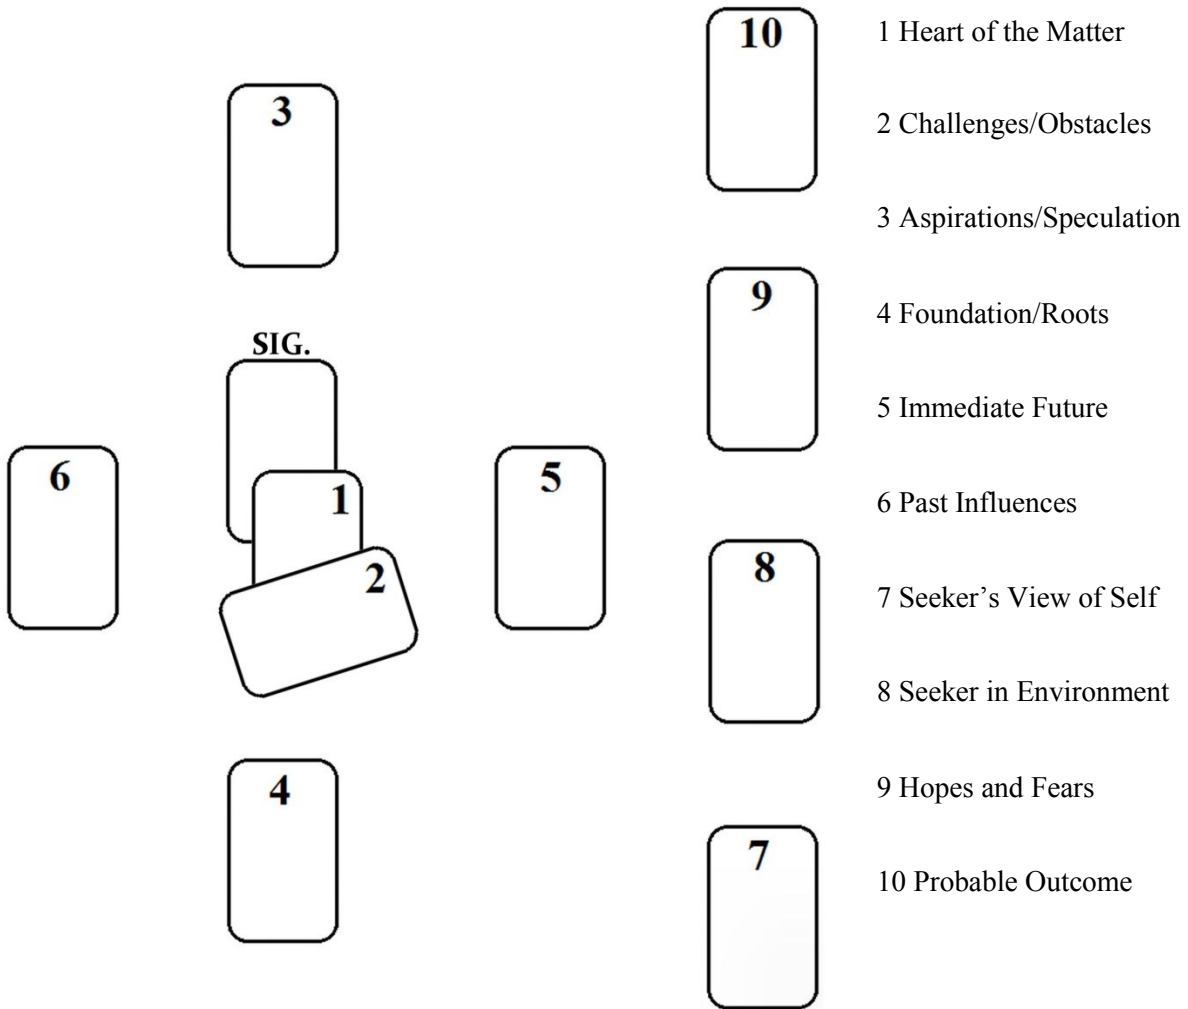 10
1 Heart of the Matter
3
2 Challenges/Obstacles
3 Aspirations/Speculation
9
4 Foundation/Roots
SIG.
5 Immediate Future
6
1
5
6 Past Influences
2
8
7 Seeker’s View of Self
8 Seeker in Environment
4
9 Hopes and Fears
7
10 Probable Outcome